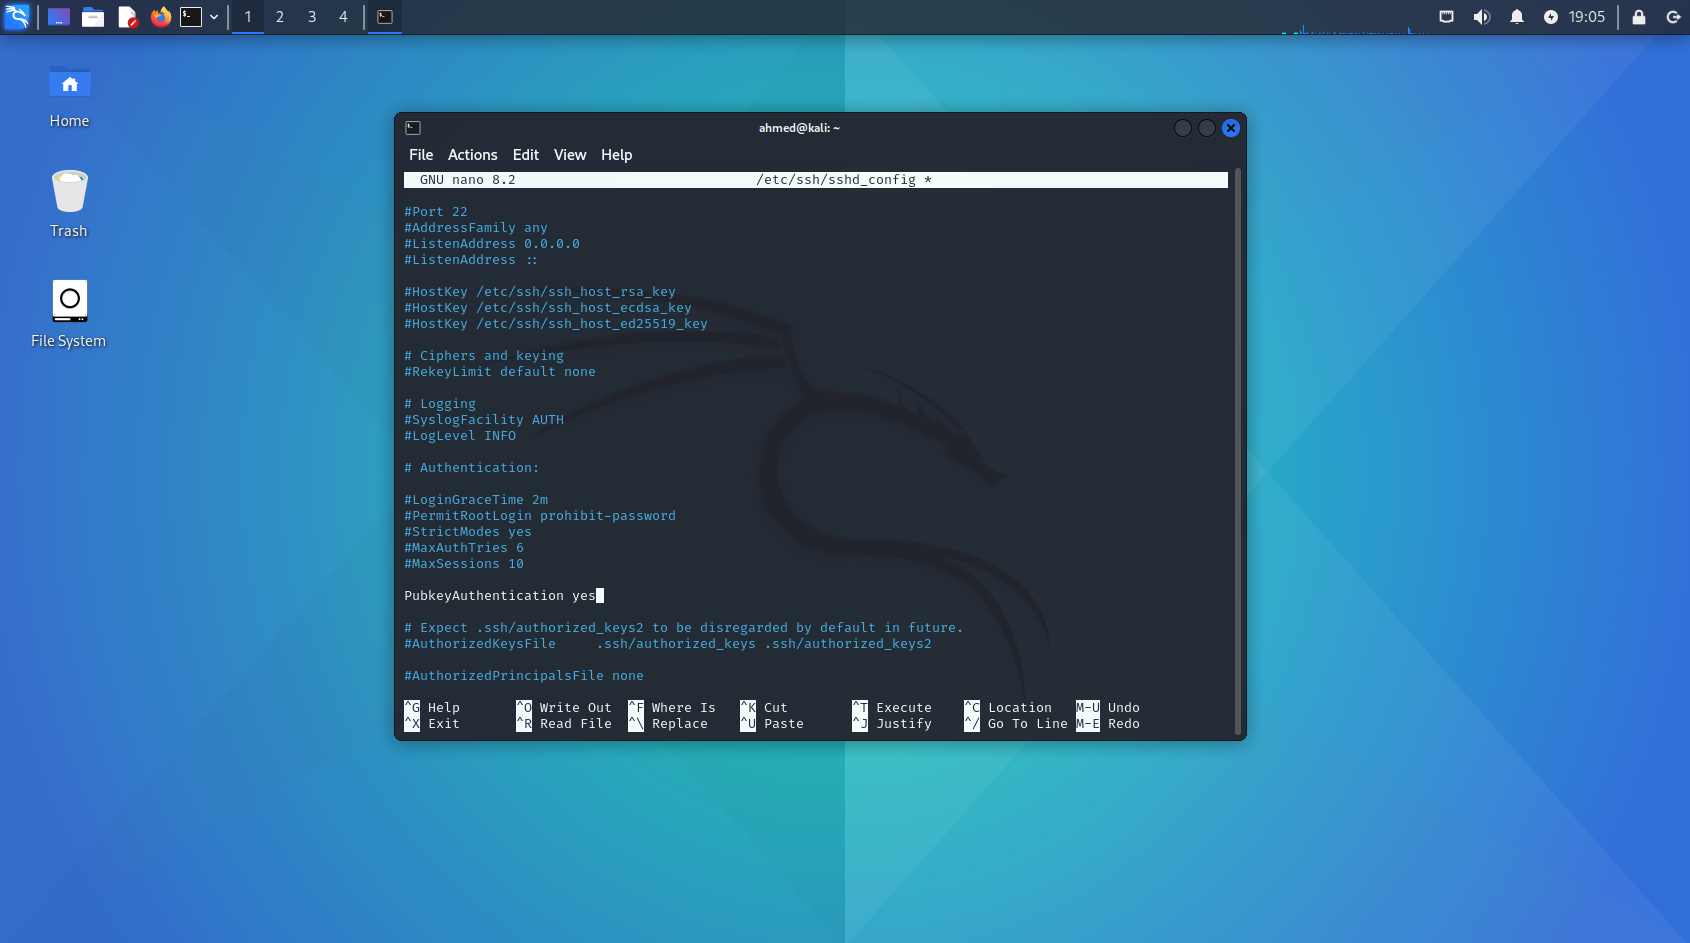 1 2 3 4 19:05
Home
Trash
File System
ahmed@kali: ~
File Actions Edit View Help
GNU nano 8.2 /etc/ssh/sshd_config *
#Port 22
#AddressFamily any
#ListenAddress 0.0.0.0
#ListenAddress ::
#HostKey /etc/ssh/ssh_host_rsa_key
#HostKey /etc/ssh/ssh_host_ecdsa_key
#HostKey /etc/ssh/ssh_host_ed25519_key
# Ciphers and keying
#RekeyLimit default none
# Logging
#SyslogFacility AUTH
#LogLevel INFO
# Authentication:
#LoginGraceTime 2m
#PermitRootLogin prohibit-password
#StrictModes yes
#MaxAuthTries 6
#MaxSessions 10
PubkeyAuthentication yes
# Expect .ssh/authorized_keys2 to be disregarded by default in future.
#AuthorizedKeysFile .ssh/authorized_keys .ssh/authorized_keys2
#AuthorizedPrincipalsFile none
^G Help ^O Write Out ^F Where Is ^K Cut ^T Execute ^C Location M-U Undo
^X Exit ^R Read File ^\ Replace ^U Paste ^J Justify ^/ Go To Line M-E Redo